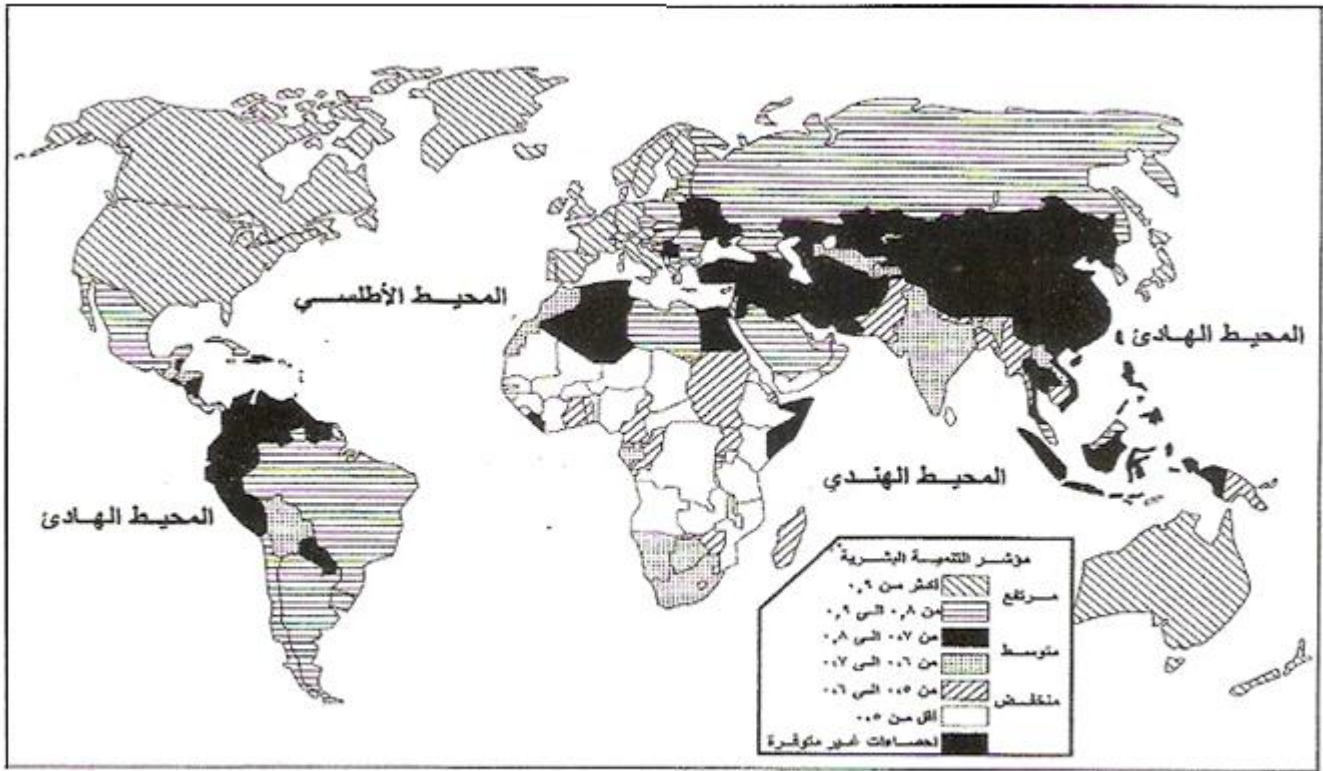 المحيط الأطلسي
المحيط الهادئ ٤
المحيط الهندي
المحيط الهادئ
مؤشر التنمية البشرية
مرتفع
أكثر من ٠,٩
من ٠,٨ الى ٠,٩
متوسط
من ٠,٧ الى ٠,٨
من ٠,٦ الى ٠,٧
منخفض
من ٠,٥ الى ٠,٦
أقل من ٠,٥
احصاءات غير متوفرة